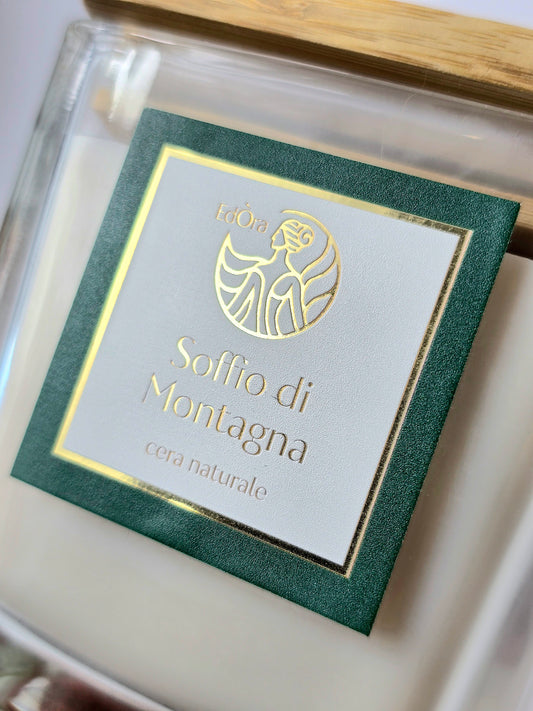 EdÒra
Soffio di
Montagna
cera naturale